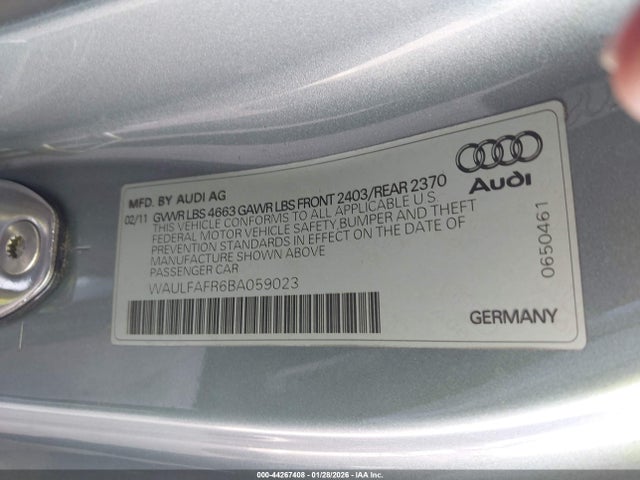 MFD. BY AUDI AG
02/11 GVWR LBS 4663 GAWR LBS FRONT 2403/REAR 2370
THIS VEHICLE CONFORMS TO ALL APPLICABLE U.S.
FEDERAL MOTOR VEHICLE SAFETY,BUMPER AND THEFT
PREVENTION STANDARDS IN EFFECT ON THE DATE OF
MANUFACTURE SHOWN ABOVE
PASSENGER CAR
WAULFAFR6BA059023
Audi
0650461
GERMANY
000-44267408 - 01/28/2026 - IAA Inc.